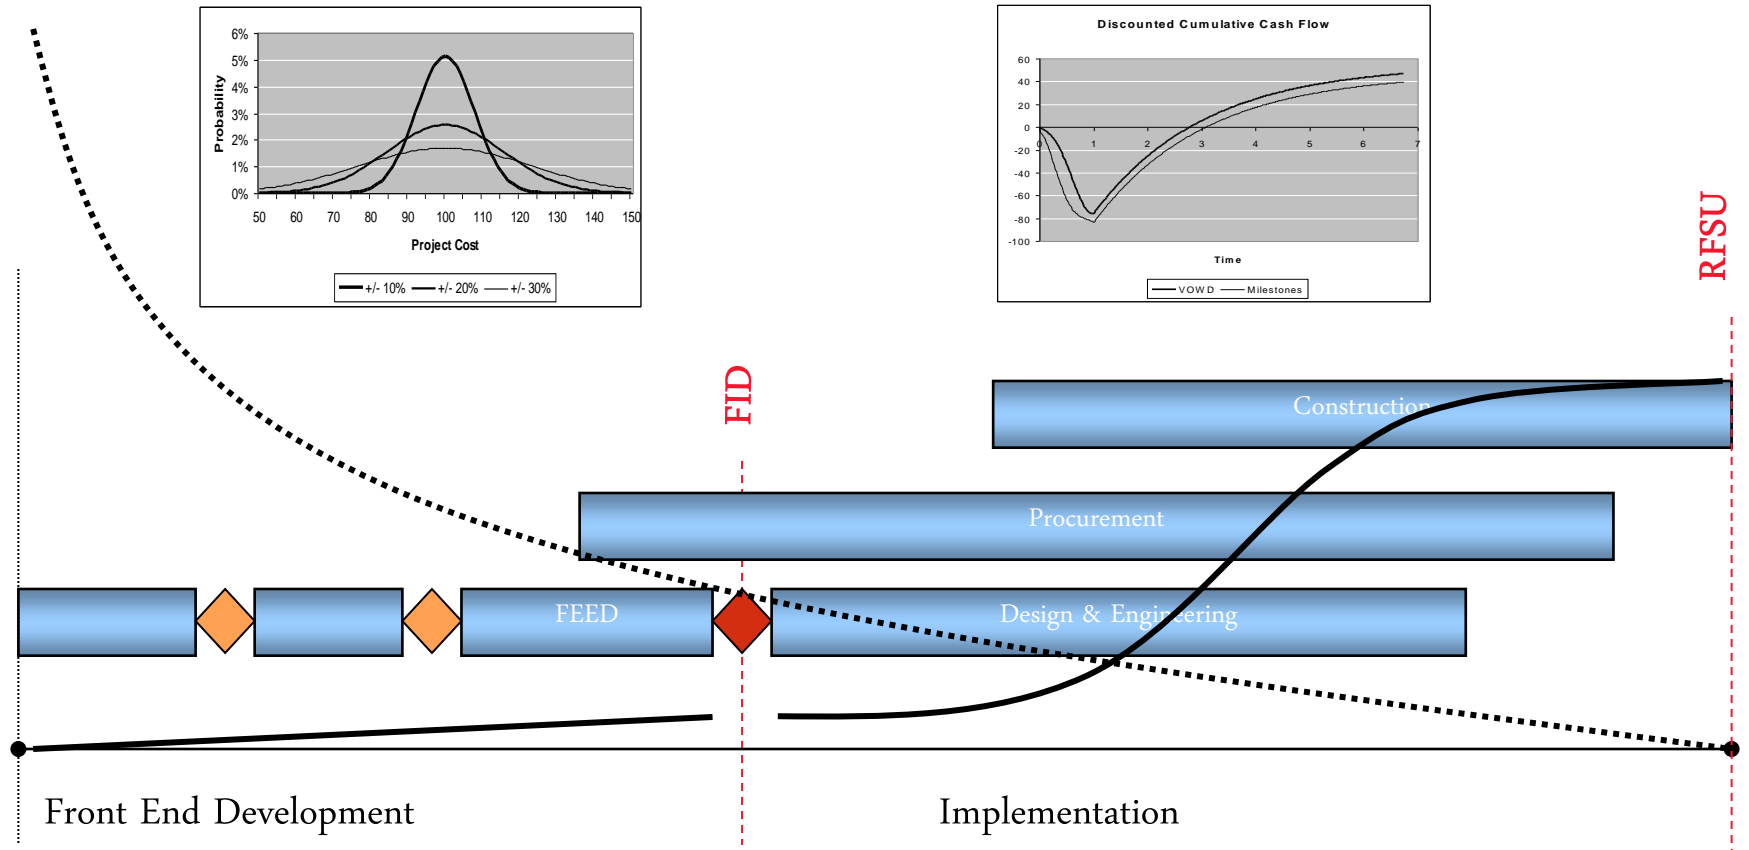 6%
5%
4%
3%
2%
1%
0%
Probability
50 60 70 80 90 100 110 120 130 140 150
Project Cost
+/- 10% +/- 20% +/- 30%
Discounted Cumulative Cash Flow
60
40
20
0
-20
-40
-60
-80
-100
0 1 2 3 4 5 6 7
Time
VOWD Milestones
RFSU
FID
Construction
Procurement
FEED
Design & Engineering
Front End Development
Implementation